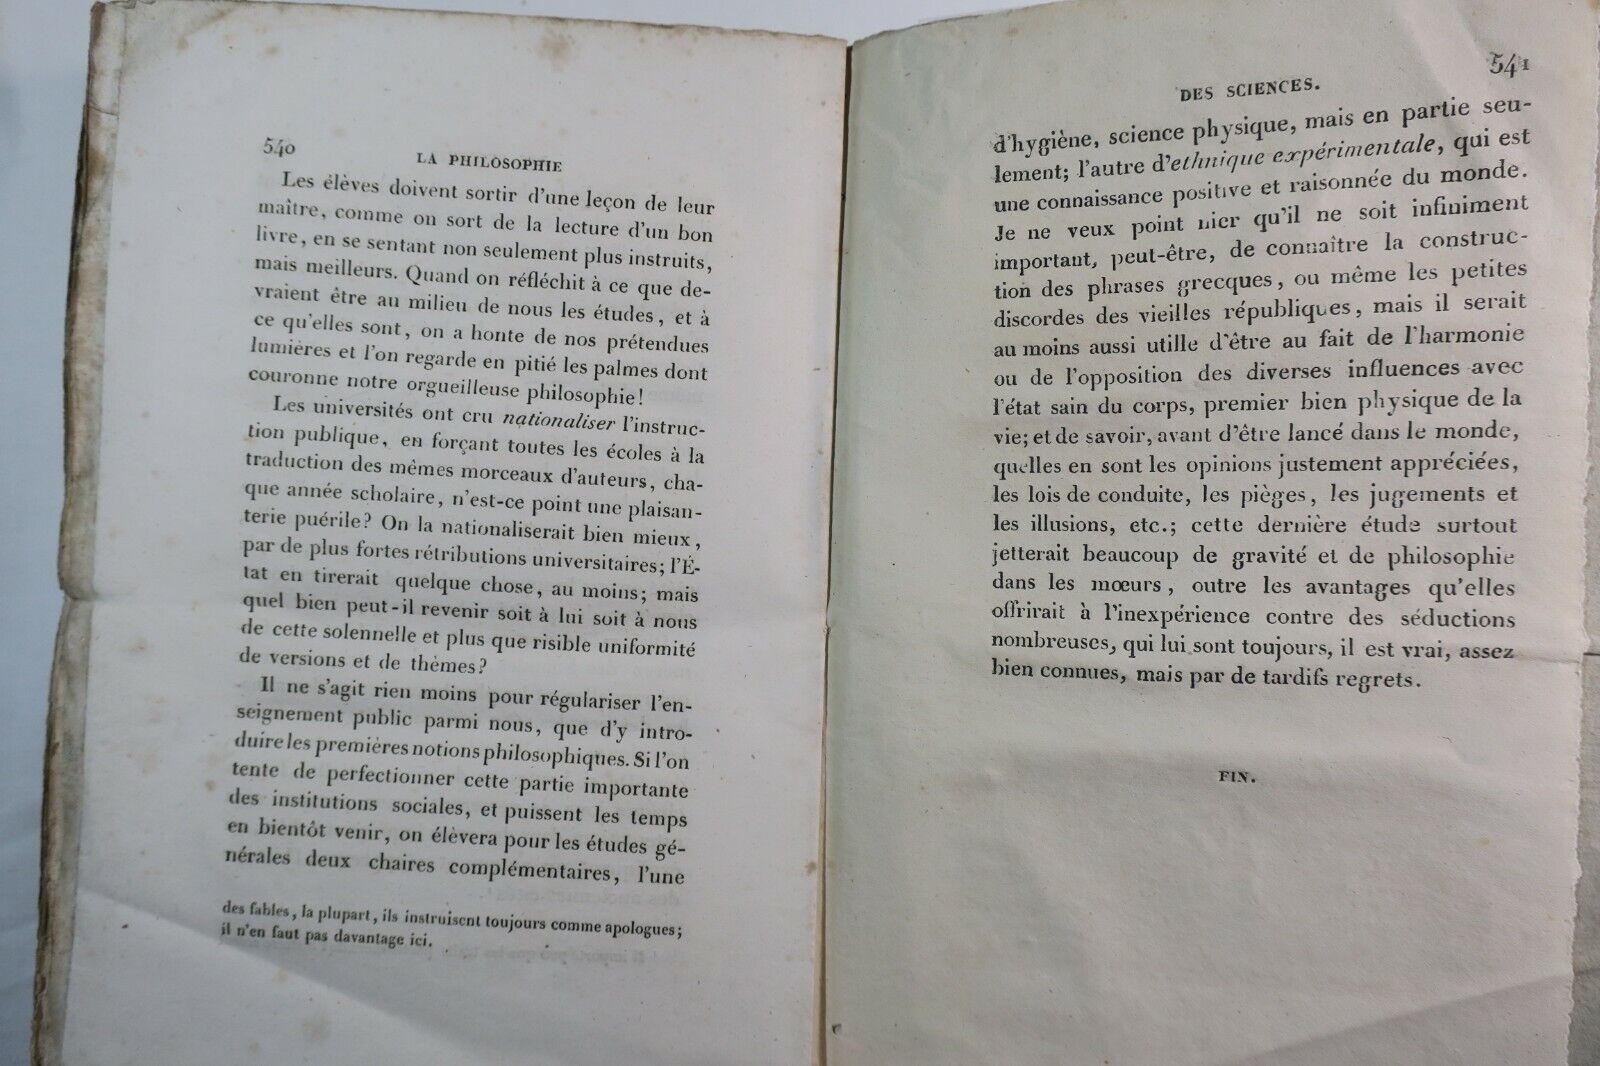 540
LA PHILOSOPHIE
Les élèves doivent sortir d'une leçon de leur
maître, comme on sort de la lecture d'un bon
livre, en se sentant non seulement plus instruits,
mais meilleurs. Quand on réfléchit à ce que de-
vraient être au milieu de nous les études, et à
ce qu'elles sont, on a honte de nos prétendues
lumières et l'on regarde en pitié les palmes dont
couronne notre orgueilleuse philosophie!
Les universités ont cru nationaliser l'instruc-
tion publique, en forçant toutes les écoles à la
traduction des mêmes morceaux d'auteurs, cha-
que année scholaire, n'est-ce point une plaisan-
terie puérile? On la nationaliserait bien mieux,
par de plus fortes rétributions universitaires; l'É-
tat en tirerait quelque chose, au moins; mais
quel bien peut-il revenir soit à lui soit à nous
de cette solennelle et plus que risible uniformité
de versions et de thèmes?
Il ne s'agit rien moins pour régulariser l'en-
seignement public parmi nous, que d'y intro-
duire les premières notions philosophiques. Si l'on
tente de perfectionner cette partie importante
des institutions sociales, et puissent les temps
en bientôt venir, on élèvera pour les études gé-
nérales deux chaires complémentaires, l'une
des fables, la plupart, ils instruisent toujours comme apologues;
il n'en faut pas davantage ici.
DES SCIENCES.
541
d'hygiène, science physique, mais en partie seu-
lement; l'autre d'ethnique expérimentale, qui est
une connaissance positive et raisonnée du monde.
Je ne veux point nier qu'il ne soit infiniment
important, peut-être, de connaître la construc-
tion des phrases grecques, ou même les petites
discordes des vieilles républiques, mais il serait
au moins aussi utille d'être au fait de l'harmonie
ou de l'opposition des diverses influences avec
l'état sain du corps, premier bien physique de la
vie; et de savoir, avant d'être lancé dans le monde,
quelles en sont les opinions justement appréciées,
les lois de conduite, les pièges, les jugements et
les illusions, etc.; cette dernière étude surtout
jetterait beaucoup de gravité et de philosophie
dans les mœurs, outre les avantages qu'elles
offrirait à l'inexpérience contre des séductions
nombreuses, qui lui sont toujours, il est vrai, assez
bien connues, mais par de tardifs regrets.
FIN.